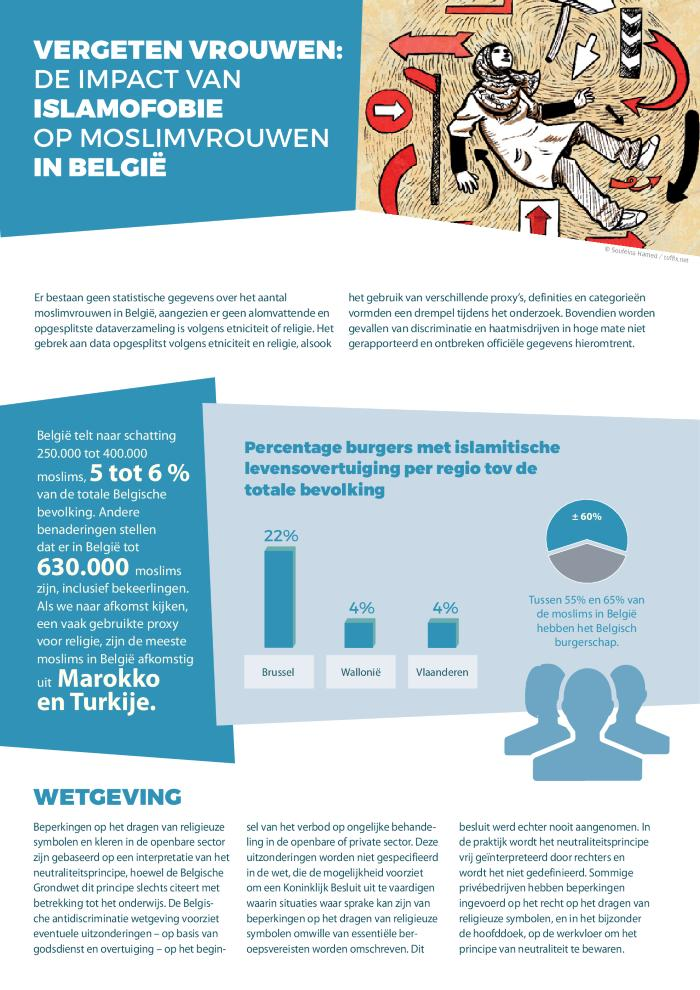 VERGETEN VROUWEN:
DE IMPACT VAN
ISLAMOFOBIE
OP MOSLIMVROUWEN
IN BELGIË
© Soufeina Hamed / tuffix.net
Er bestaan geen statistische gegevens over het aantal
moslimvrouwen in België, aangezien er geen alomvattende en
opgesplitste dataverzameling is volgens etniciteit of religie. Het
gebrek aan data opgesplist volgens etniciteit en religie, alsook
het gebruik van verschillende proxy's, definities en categorieën
vormden een drempel tijdens het onderzoek. Bovendien worden
gevallen van discriminatie en haatmisdrijven in hoge mate niet
gerapporteerd en ontbreken officiële gegevens hieromtrent.
België telt naar schatting
250.000 tot 400.000
moslims, 5 tot 6 %
van de totale Belgische
bevolking. Andere
benaderingen stellen
dat er in België tot
630.000 moslims
zijn, inclusief bekeerlingen.
Als we naar afkomst kijken,
een vaak gebruikte proxy
voor religie, zijn de meeste
moslims in België afkomstig
uit Marokko
en Turkije.
Percentage burgers met islamitische
levensovertuiging per regio tov de
totale bevolking
22%
4%
4%
Brussel
Wallonië
Vlaanderen
± 60%
Tussen 55% en 65% van
de moslims in België
hebben het Belgisch
burgerschap.
WETGEVING
Beperkingen op het dragen van religieuze
symbolen en kleren in de openbare sector
zijn gebaseerd op een interpretatie van het
neutraliteitsprincipe, hoewel de Belgische
Grondwet dit principe slechts citeert met
betrekking tot het onderwijs. De Belgis-
che antidiscriminatie wetgeving voorziet
eventuele uitzonderingen – op basis van
godsdienst en overtuiging – op het begin-
sel van het verbod op ongelijke behande-
ling in de openbare of private sector. Deze
uitzonderingen worden niet gespecifieerd
in de wet, die de mogelijkheid voorziet
om een Koninklijk Besluit uit te vaardigen
waarin situaties waar sprake kan zijn van
beperkingen op het dragen van religieuze
symbolen omwille van essentiële ber-
oepsvereisten worden omschreven. Dit
besluit werd echter nooit aangenomen. In
de praktijk wordt het neutraliteitsprincipe
vrij geïnterpreteerd door rechters en
wordt het niet gedefinieerd. Sommige
privébedrijven hebben beperkingen
ingevoerd op het recht op het dragen van
religieuze symbolen, en in het bijzonder
de hoofddoek, op de werkvloer om het
principe van neutraliteit te bewaren.